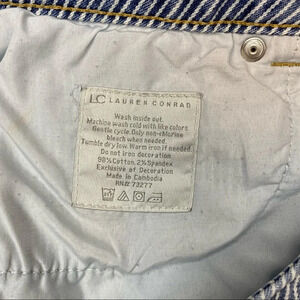 LC LAUREN CONRAD
Wash inside out.
Machine wash cold with like colors
Gentle cycle. Only non-chlorine
bleach when needed.
Tumble dry low. Warm iron if needed
Do not iron decoration
98% Cotton, 2% Spandex
Exclusive of Decoration
Made in Cambodia
RN# 73277